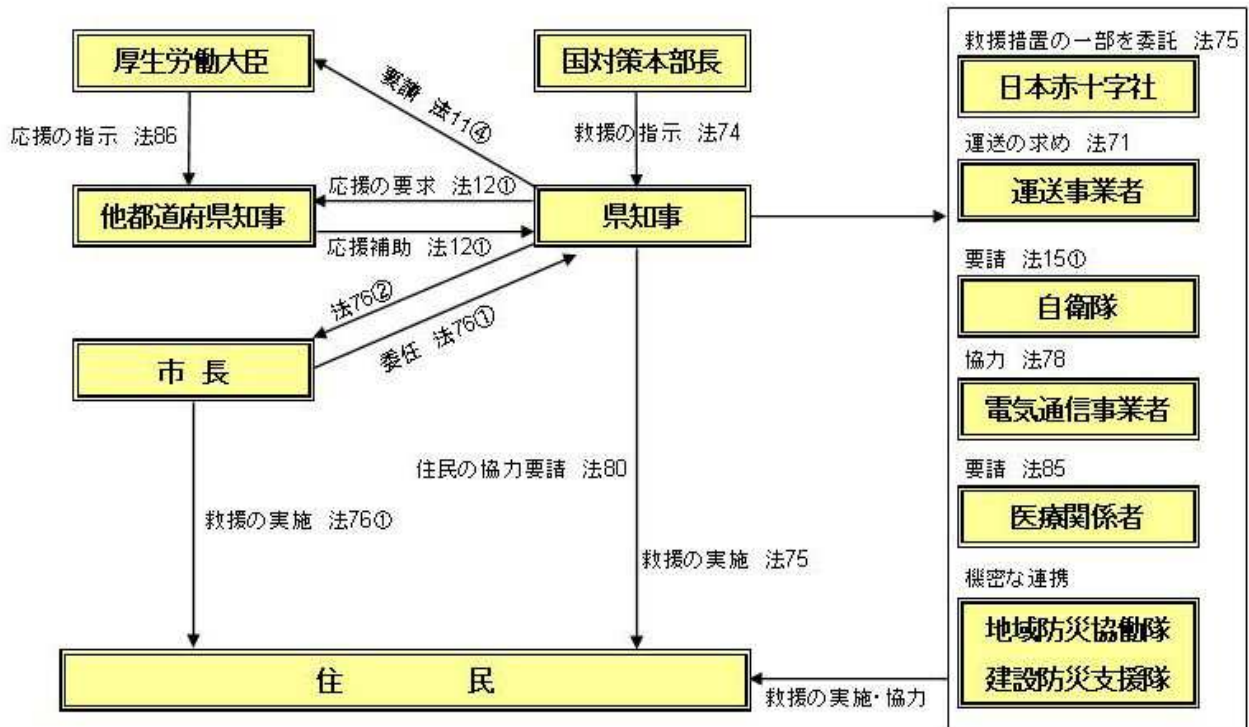 厚生労働大臣
国対策本部長
要請 法11④
応援の指示 法86
救援の指示 法74
他都道府県知事
応援の要求 法12①
県知事
応援補助 法12①
法76②
委任 法76①
市 長
住民の協力要請 法80
救援の実施 法76①
救援の実施 法75
住 民
救援の実施・協力
救援措置の一部を委託 法75
日本赤十字社
運送の求め 法71
運送事業者
要請 法15①
自衛隊
協力 法78
電気通信事業者
要請 法85
医療関係者
機密な連携
地域防災協働隊
建設防災支援隊